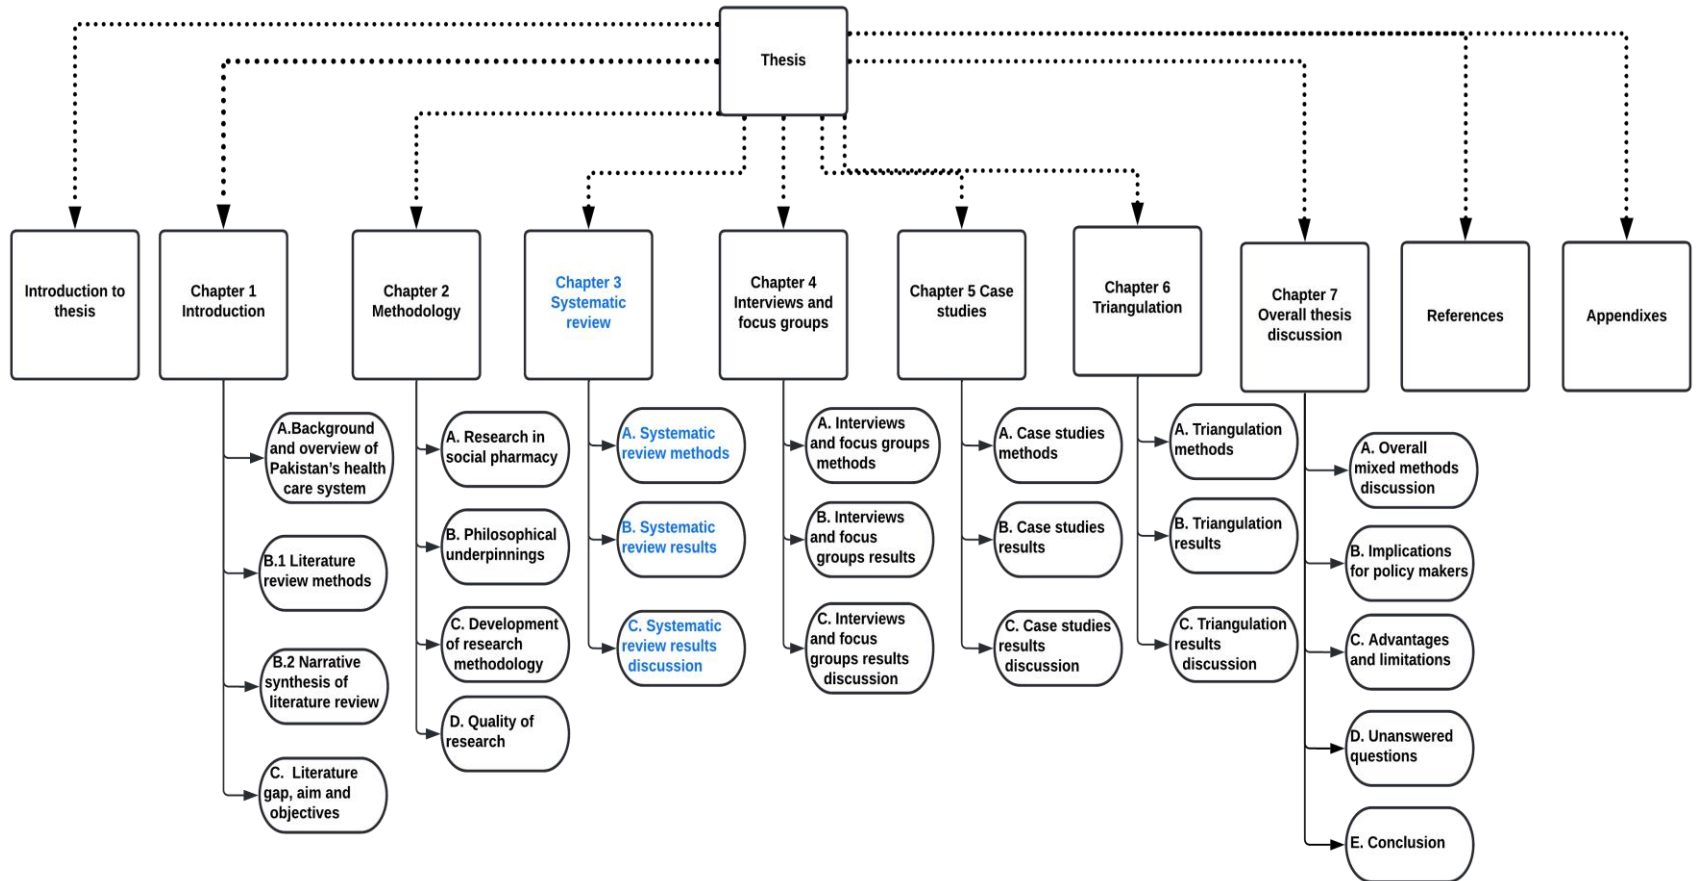 Thesis
Introduction to
thesis
Chapter 1
Introduction
Chapter 2
Methodology
Chapter 3
Systematic
review
Chapter 4
Interviews and
focus groups
Chapter 5 Case
studies
Chapter 6
Triangulation
Chapter 7
Overall thesis
discussion
References
Appendixes
A.Background
and overview of
Pakistan's health
care system
B.1 Literature
review methods
B.2 Narrative
synthesis of
literature review
C. Literature
gap, aim and
objectives
A. Research in
social pharmacy
B. Philosophical
underpinnings
C. Development
of research
methodology
D. Quality of
research
A. Systematic
review methods
B. Systematic
review results
C. Systematic
review results
discussion
A. Interviews
and focus groups
methods
B. Interviews
and focus
groups results
C. Interviews
and focus
groups results
discussion
A. Case studies
methods
B. Case studies
results
C. Case studies
results
discussion
A. Triangulation
methods
B. Triangulation
results
C. Triangulation
results
discussion
A. Overall
mixed methods
discussion
B. Implications
for policy makers
C. Advantages
and limitations
D. Unanswered
questions
E. Conclusion